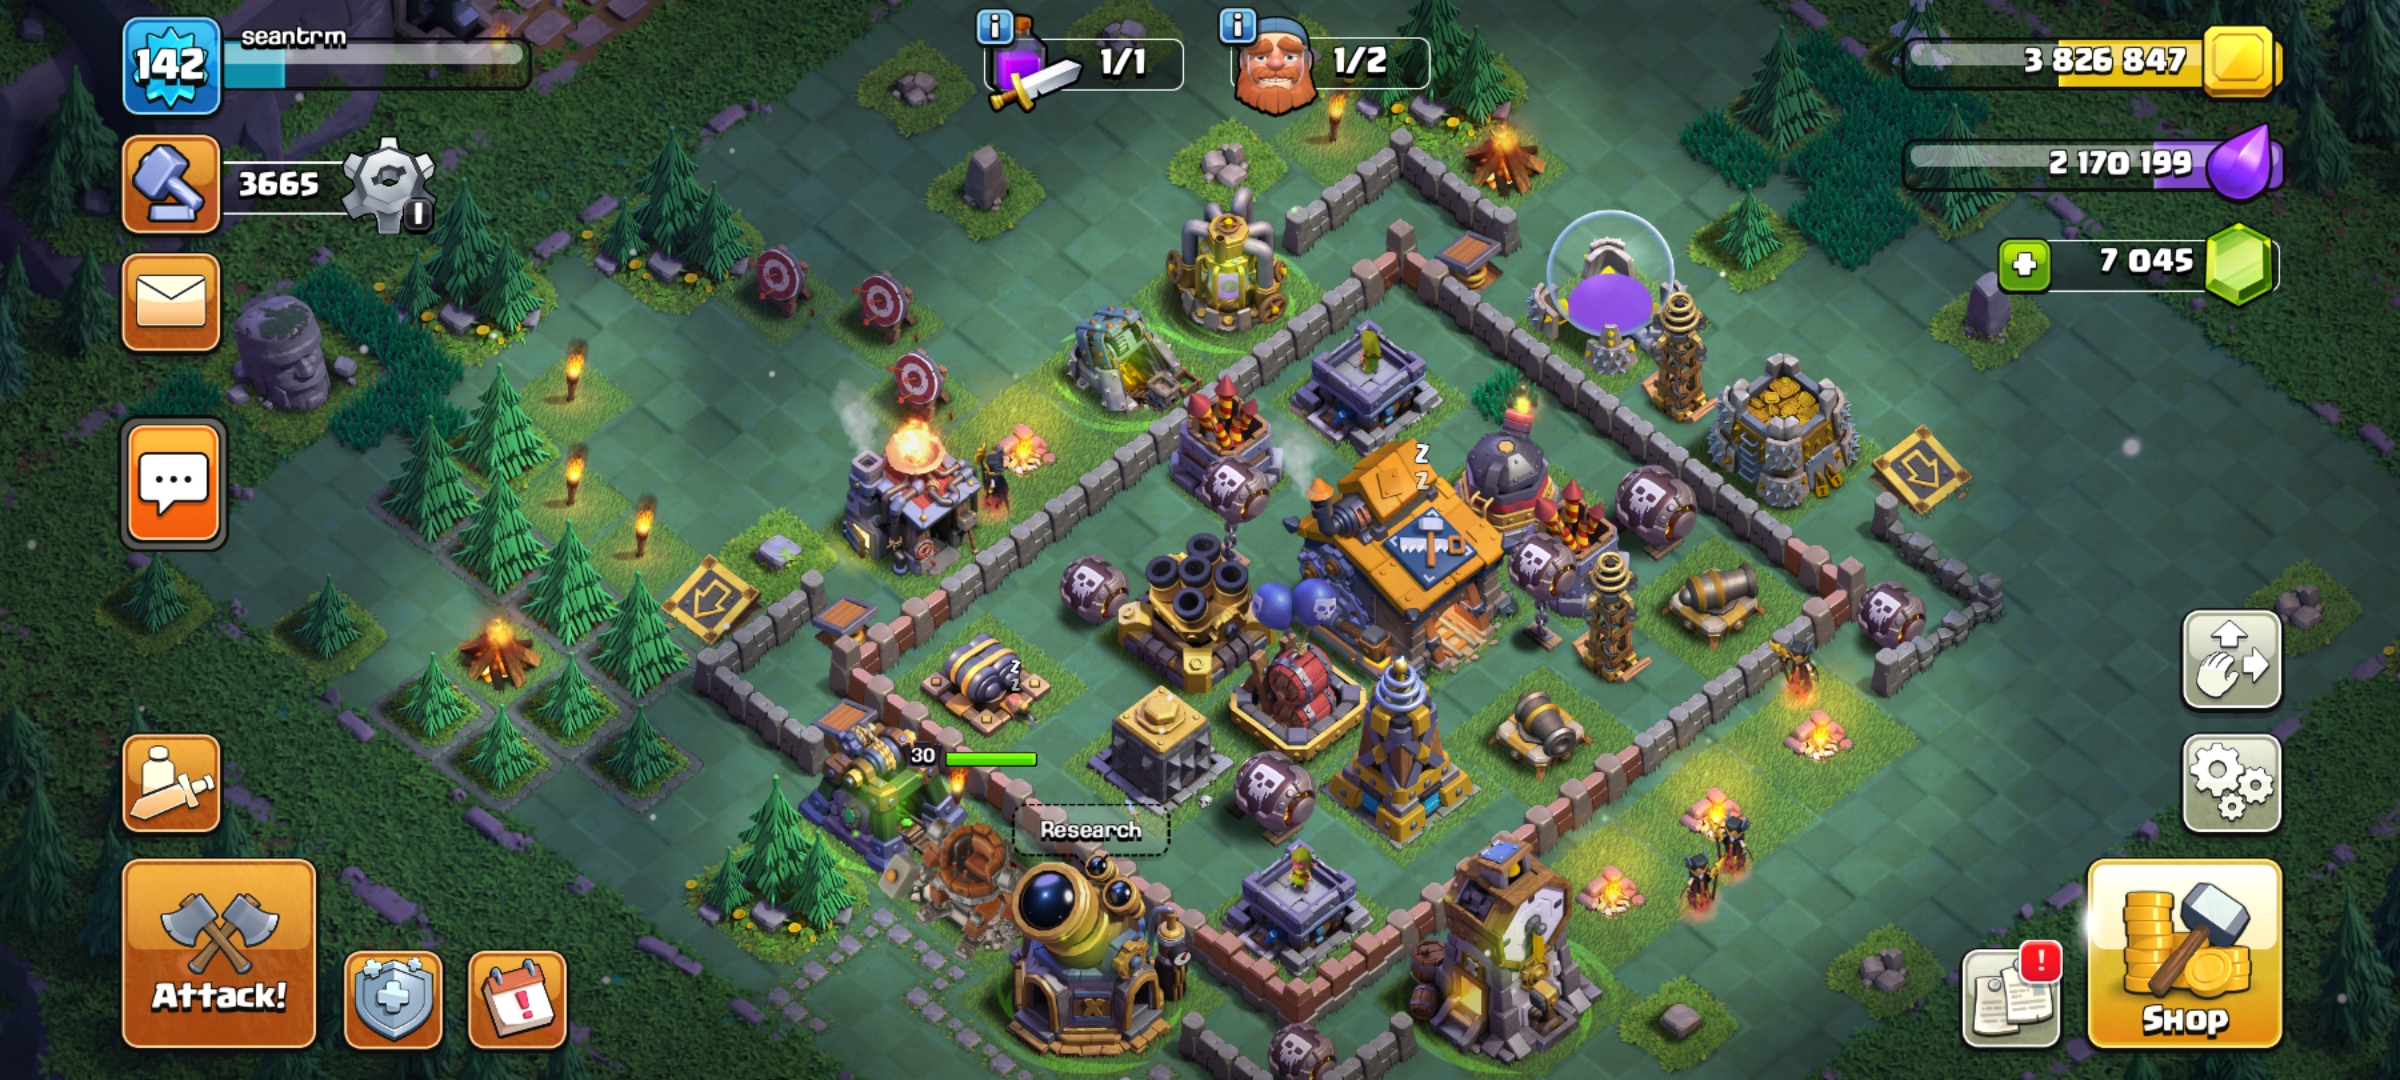 142
seantrm
1/1
1/2
3 826 847
3665
I
2 170 199
7 045
z
z
z
z
30
Research
Attack!
Shop